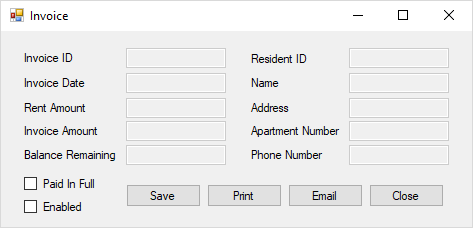 Invoice
Invoice ID
Resident ID
Invoice Date
Name
Rent Amount
Address
Invoice Amount
Apartment Number
Balance Remaining
Phone Number
Paid In Full
Enabled
Save
Print
Email
Close